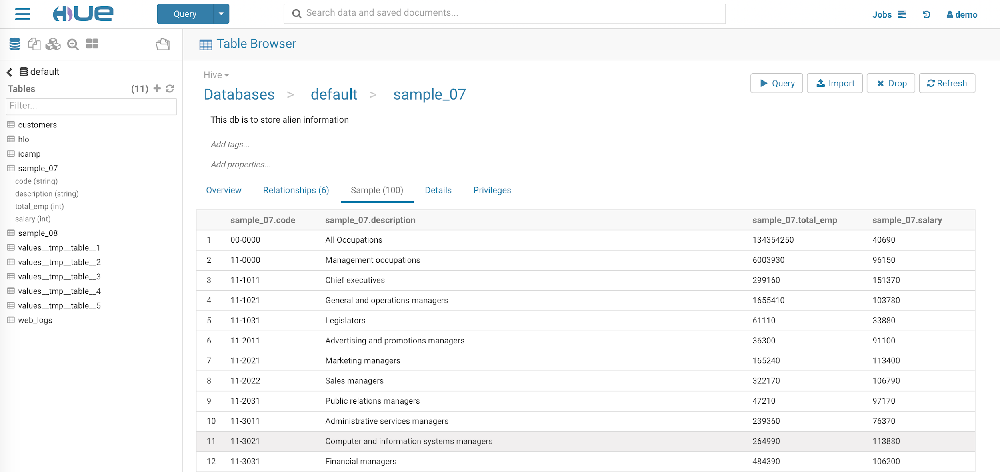 HUE
Query
Search data and saved documents...
Jobs
demo
Table Browser
default
Tables (11)
Filter...
customers
hlo
icamp
sample_07
code (string)
description (string)
total_emp (int)
salary (int)
sample_08
values__tmp__table__1
values__tmp__table__2
values__tmp__table__3
values__tmp__table__4
values__tmp__table__5
web_logs
Hive
Databases > default > sample_07
Query Import Drop Refresh
This db is to store alien information
Add tags...
Add properties...
Overview Relationships (6) Sample (100) Details Privileges
sample_07.code sample_07.description sample_07.total_emp sample_07.salary
1 00-0000 All Occupations 134354250 40690
2 11-0000 Management occupations 6003930 96150
3 11-1011 Chief executives 299160 151370
4 11-1021 General and operations managers 1655410 103780
5 11-1031 Legislators 61110 33880
6 11-2011 Advertising and promotions managers 36300 91100
7 11-2021 Marketing managers 165240 113400
8 11-2022 Sales managers 322170 106790
9 11-2031 Public relations managers 47210 97170
10 11-3011 Administrative services managers 239360 76370
11 11-3021 Computer and information systems managers 264990 113880
12 11-3031 Financial managers 484390 106200